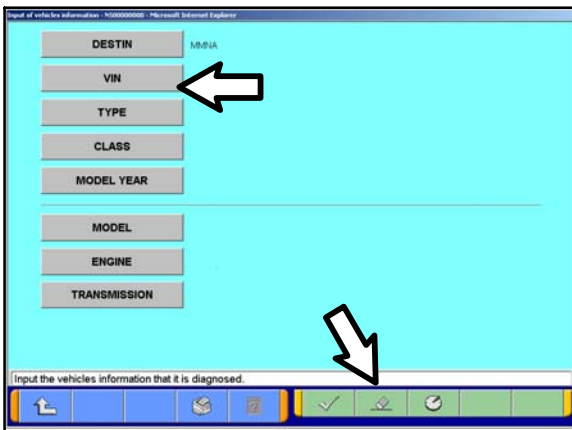 Input of vehicles information - NS00000000 - Microsoft Internet Explorer
DESTIN MMNA
VIN
TYPE
CLASS
MODEL YEAR
MODEL
ENGINE
TRANSMISSION
Input the vehicles information that it is diagnosed.